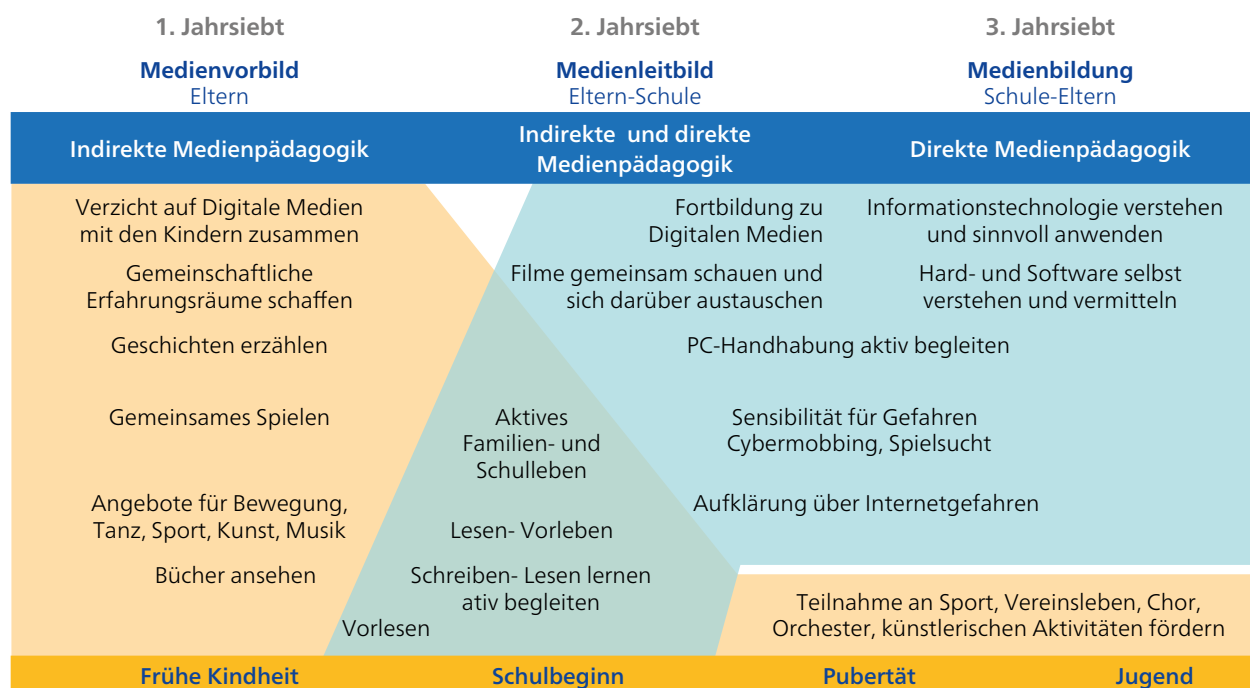 1. Jahrsiebt
2. Jahrsiebt
3. Jahrsiebt
Medienvorbild
Eltern
Medienleitbild
Eltern-Schule
Medienbildung
Schule-Eltern
Indirekte Medienpädagogik
Indirekte und direkte
Medienpädagogik
Direkte Medienpädagogik
Verzicht auf Digitale Medien
mit den Kindern zusammen
Fortbildung zu
Digitalen Medien
Informationstechnologie verstehen
und sinnvoll anwenden
Gemeinschaftliche
Erfahrungsräume schaffen
Filme gemeinsam schauen und
sich darüber austauschen
Hard- und Software selbst
verstehen und vermitteln
Geschichten erzählen
PC-Handhabung aktiv begleiten
Gemeinsames Spielen
Aktives
Familien- und
Schulleben
Sensibilität für Gefahren
Cybermobbing, Spielsucht
Angebote für Bewegung,
Tanz, Sport, Kunst, Musik
Lesen- Vorleben
Aufklärung über Internetgefahren
Bücher ansehen
Schreiben- Lesen lernen
ativ begleiten
Vorlesen
Teilnahme an Sport, Vereinsleben, Chor,
Orchester, künstlerischen Aktivitäten fördern
Frühe Kindheit
Schulbeginn
Pubertät
Jugend